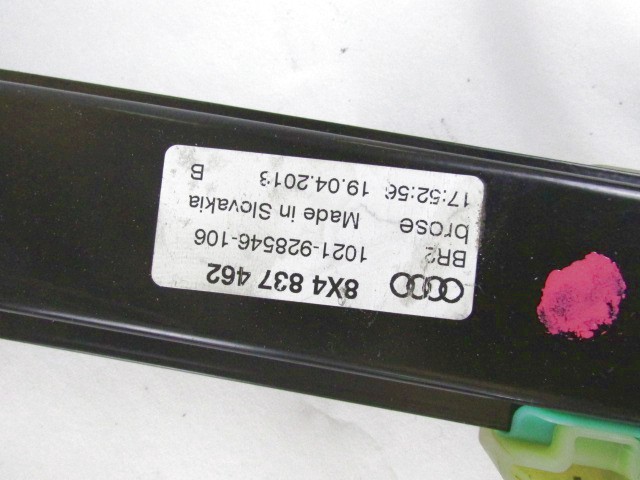 8X4 837 462
BR2 1021-928546-106
brose Made in Slovakia
17:52:56 19.04.2013 B